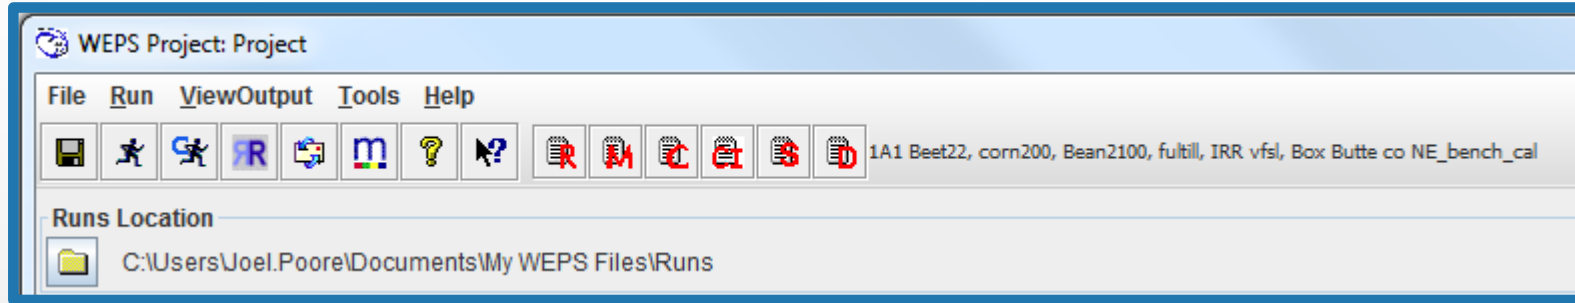 WEPS Project: Project
File Run ViewOutput Tools Help
R R m ? ? R M C CI S D 1A1 Beet22, corn200, Bean2100, fultill, IRR vfsl, Box Butte co NE_bench_cal
Runs Location
C:\Users\Joel.Poore\Documents\My WEPS Files\Runs